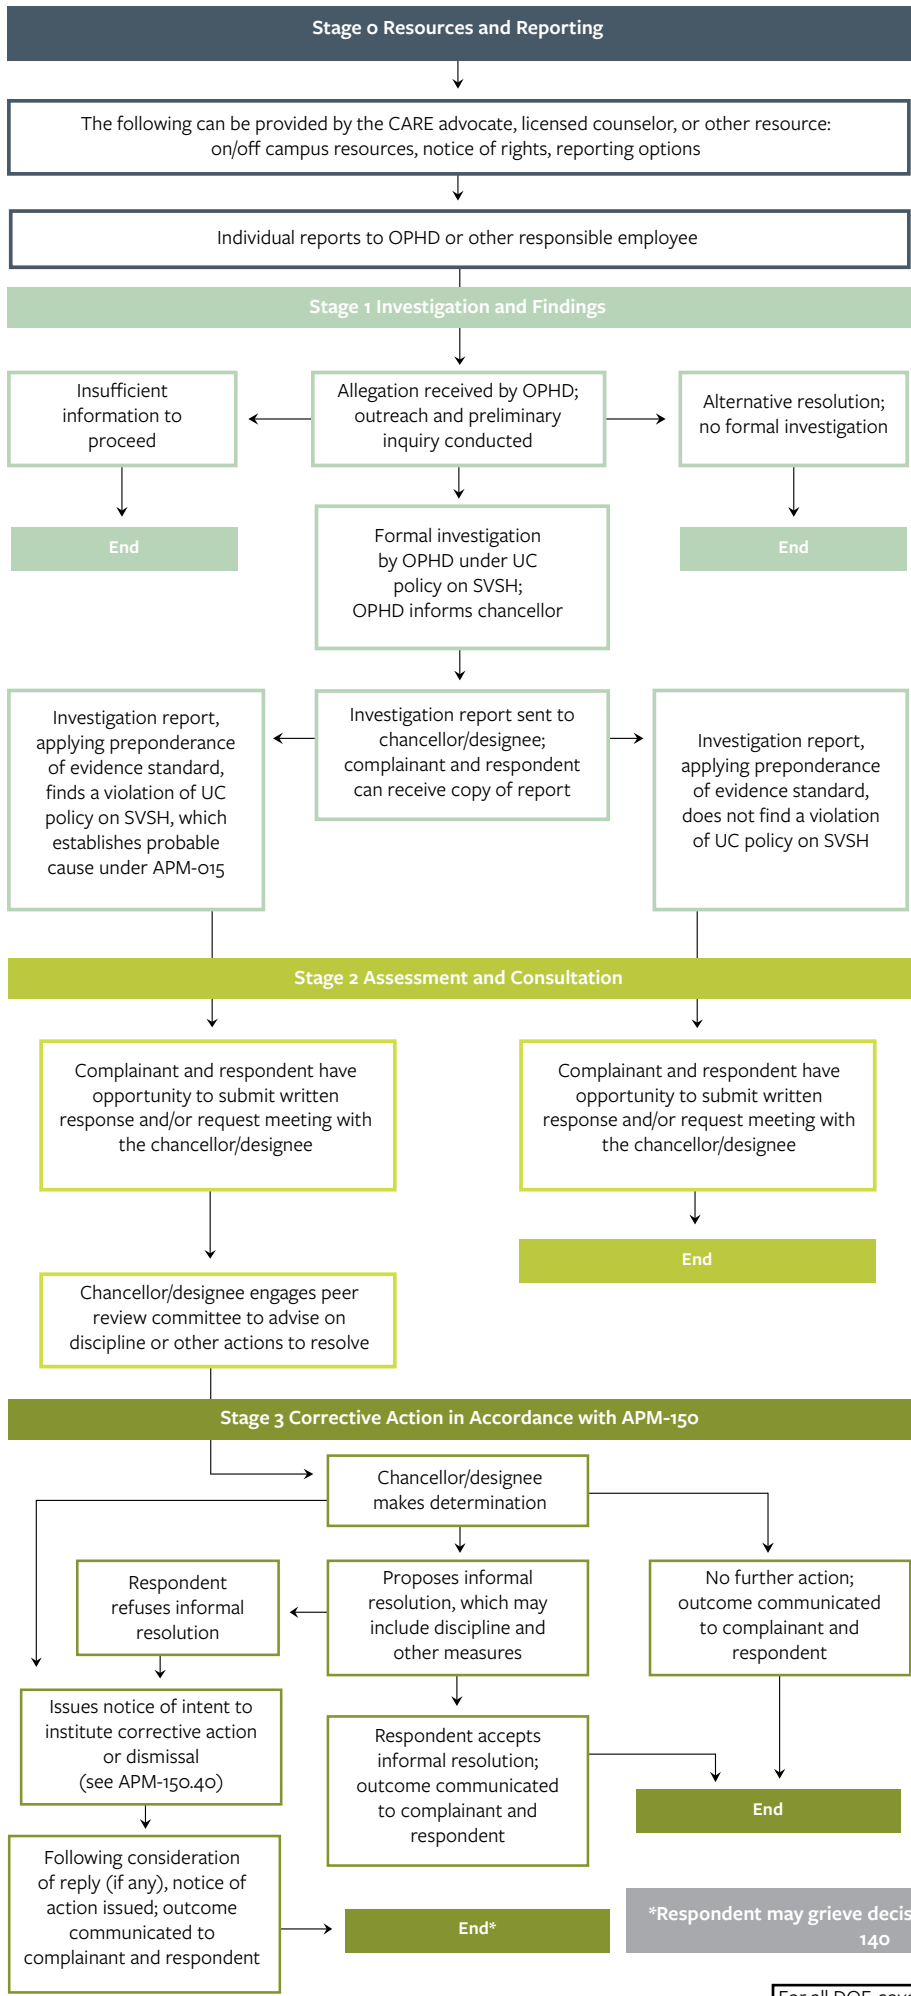 Stage 0 Resources and Reporting
The following can be provided by the CARE advocate, licensed counselor, or other resource:
on/off campus resources, notice of rights, reporting options
Individual reports to OPHD or other responsible employee
Stage 1 Investigation and Findings
Insufficient
information to
proceed
Allegation received by OPHD;
outreach and preliminary
inquiry conducted
Alternative resolution;
no formal investigation
End
Formal investigation
by OPHD under UC
policy on SVSH;
OPHD informs chancellor
End
Investigation report,
applying preponderance
of evidence standard,
finds a violation of UC
policy on SVSH, which
establishes probable
cause under APM-015
Investigation report sent to
chancellor/designee;
complainant and respondent
can receive copy of report
Investigation report,
applying preponderance
of evidence standard,
does not find a violation
of UC policy on SVSH
Stage 2 Assessment and Consultation
Complainant and respondent have
opportunity to submit written
response and/or request meeting with
the chancellor/designee
Complainant and respondent have
opportunity to submit written
response and/or request meeting with
the chancellor/designee
End
Chancellor/designee engages peer
review committee to advise on
discipline or other actions to resolve
Stage 3 Corrective Action in Accordance with APM-150
Chancellor/designee
makes determination
Respondent
refuses informal
resolution
Proposes informal
resolution, which may
include discipline and
other measures
No further action;
outcome communicated
to complainant and
respondent
Issues notice of intent to
institute corrective action
or dismissal
(see APM-150.40)
Respondent accepts
informal resolution;
outcome communicated
to complainant and
respondent
End
Following consideration
of reply (if any), notice of
action issued; outcome
communicated to
complainant and respondent
End*
*Respondent may grieve decis
140
For all DOE